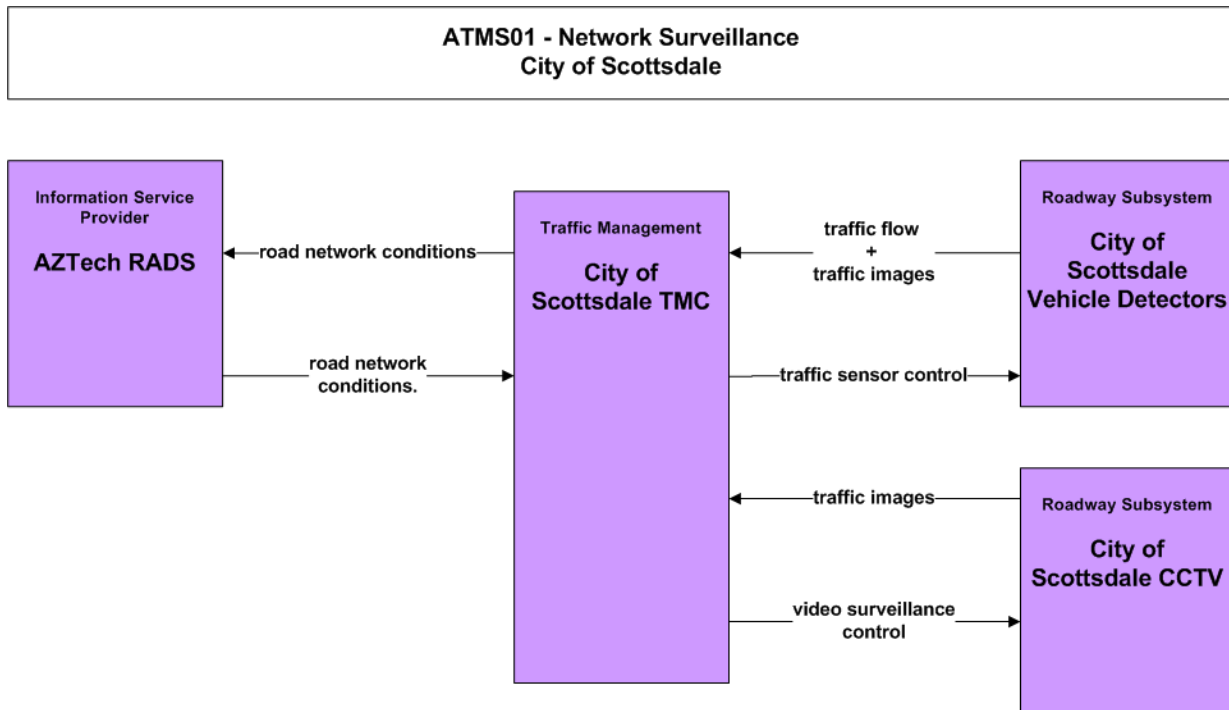 ATMS01 - Network Surveillance
City of Scottsdale
Information Service
Provider
AZTech RADS
road network conditions
road network
conditions.
Traffic Management
City of
Scottsdale TMC
traffic flow
+
traffic images
traffic sensor control
traffic images
video surveillance
control
Roadway Subsystem
City of
Scottsdale
Vehicle Detectors
Roadway Subsystem
City of
Scottsdale CCTV